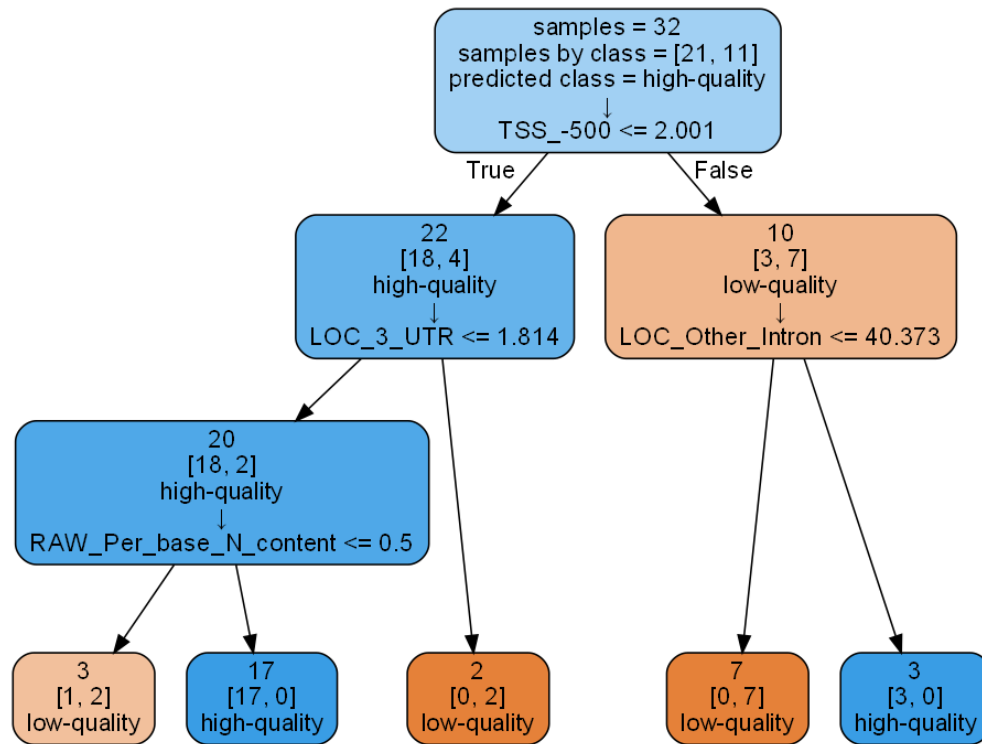 samples = 32
samples by class = [21, 11]
predicted class = high-quality
↓
TSS_-500 <= 2.001
True
False
22
[18, 4]
high-quality
↓
LOC_3_UTR <= 1.814
10
[3, 7]
low-quality
↓
LOC_Other_Intron <= 40.373
20
[18, 2]
high-quality
↓
RAW_Per_base_N_content <= 0.5
3
[1, 2]
low-quality
17
[17, 0]
high-quality
2
[0, 2]
low-quality
7
[0, 7]
low-quality
3
[3, 0]
high-quality